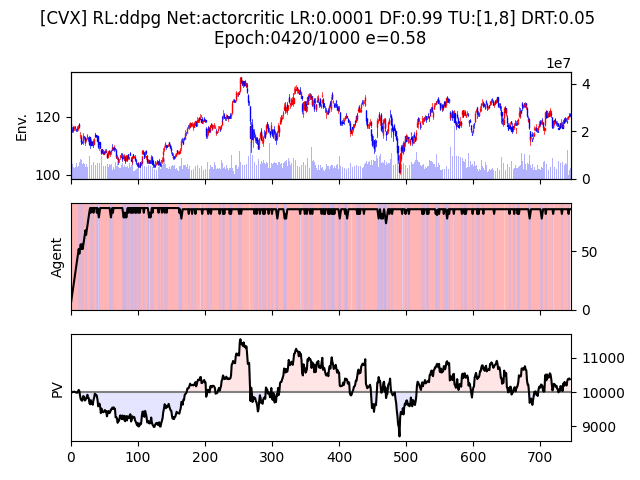 [CVX] RL:ddpg Net:actorcritic LR:0.0001 DF:0.99 TU:[1,8] DRT:0.05
Epoch:0420/1000 e=0.58
1e7
Env.
120
100
4
2
0
Agent
50
0
PV
11000
10000
9000
0 100 200 300 400 500 600 700